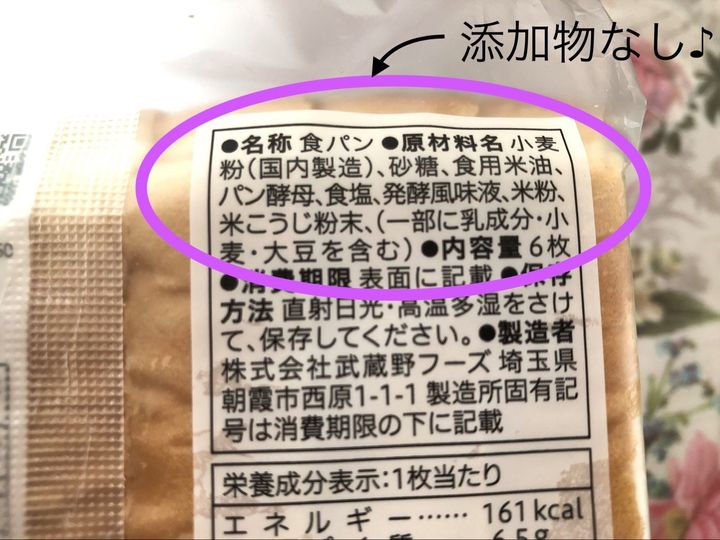 添加物なし♪
●名称 食パン ●原材料名 小麦
粉(国内製造)、砂糖、食用米油、
パン酵母、食塩、発酵風味液、米粉、
米こうじ粉末、(一部に乳成分・小
麦・大豆を含む) ●内容量 6枚
●消費期限 表面に記載 ●保存
方法 直射日光・高温多湿をさけ
て、保存してください。●製造者
株式会社武蔵野フーズ 埼玉県
朝霞市西原1-1-1 製造所固有記
号は消費期限の下に記載
栄養成分表示:1枚当たり
エネルギー…… 161kcal